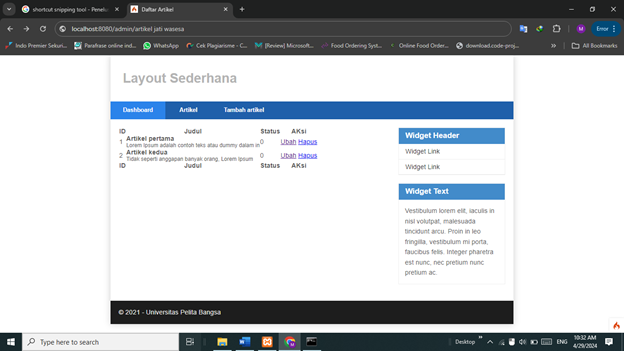 shortcut snipping tool - Penelu
Daftar Artikel
localhost:8080/admin/artikel jati wasesa
M
Error
Indo Premier Sekuri...
Parafrase online ind...
WhatsApp
Cek Plagiarisme - C...
[Review] Microsoft...
Food Ordering Syst...
Online Food Order...
download.code-proj...
»
All Bookmarks
Layout Sederhana
Dashboard Artikel Tambah artikel
ID Judul Status AKsi
1 Artikel pertama
Lorem Ipsum adalah contoh teks atau dummy dalam in 0 Ubah Hapus
2 Artikel kedua
Tidak seperti anggapan banyak orang, Lorem Ipsum 0 Ubah Hapus
ID Judul Status AKsi
Widget Header
Widget Link
Widget Link
Widget Text
Vestibulum lorem elit, iaculis in
nisl volutpat, malesuada
tincidunt arcu. Proin in leo
fringilla, vestibulum mi porta,
faucibus felis. Integer pharetra
est nunc, nec pretium nunc
pretium ac.
© 2021 - Universitas Pelita Bangsa
Type here to search
Desktop
»
ENG
10:32 AM
4/29/2024